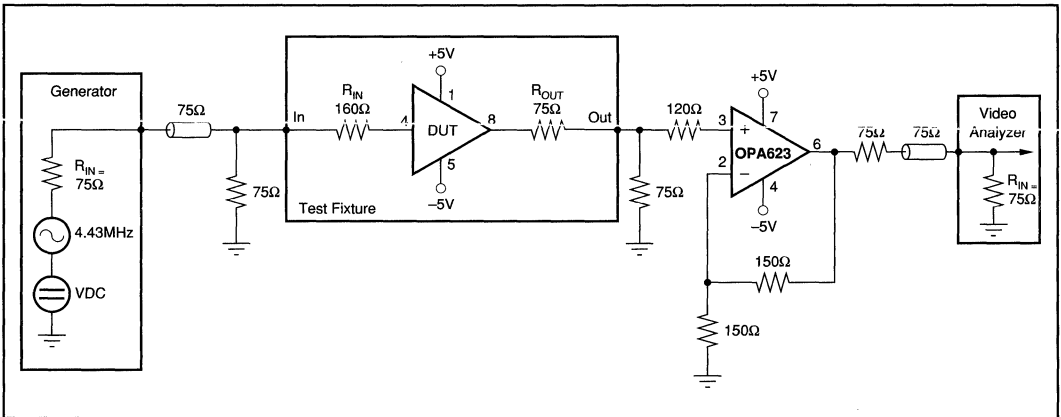 Generator
R_IN =
75Ω
4.43MHz
VDC
75Ω
75Ω
In
Test Fixture
R_IN
160Ω
4
DUT
+5V
1
8
5
–5V
R_OUT
75Ω
Out
75Ω
120Ω
3
+
2
–
OPA623
+5V
7
6
4
–5V
150Ω
150Ω
75Ω
75Ω
Video
Analyzer
R_IN =
75Ω